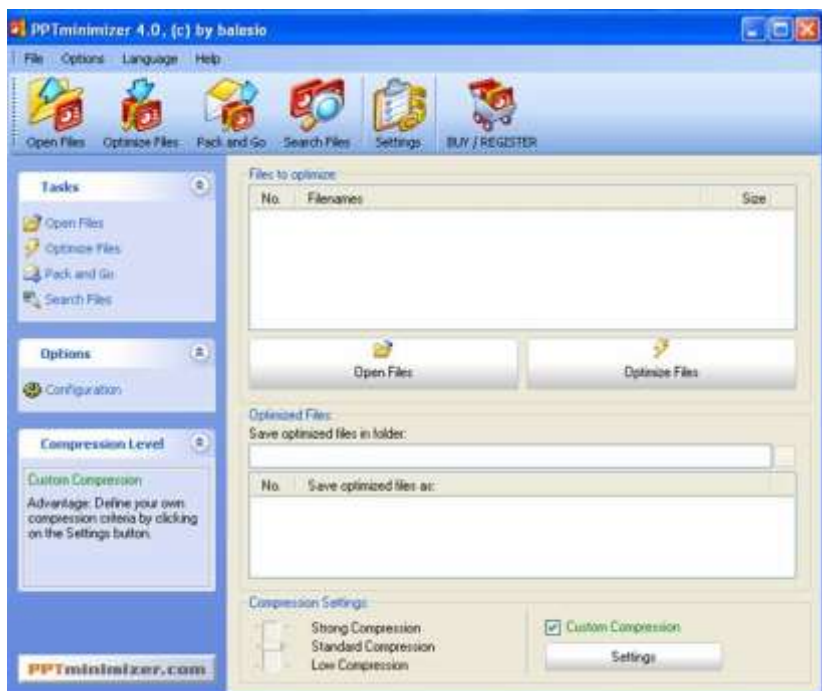 PPTminimizer 4.0, (c) by balesio
File Options Language Help
Open Files Optimize Files Pack and Go Search Files Settings BUY / REGISTER
Tasks
Open Files
Optimize Files
Pack and Go
Search Files
Options
Configuration
Compression Level
Custom Compression
Advantage: Define your own
compression criteria by clicking
on the Settings button.
PPTminimizer.com
Files to optimize:
No. Filenames Size
Open Files Optimize Files
Optimized Files:
Save optimized files in folder:
No. Save optimized files as:
Compression Settings:
Strong Compression
Standard Compression
Low Compression
Custom Compression
Settings